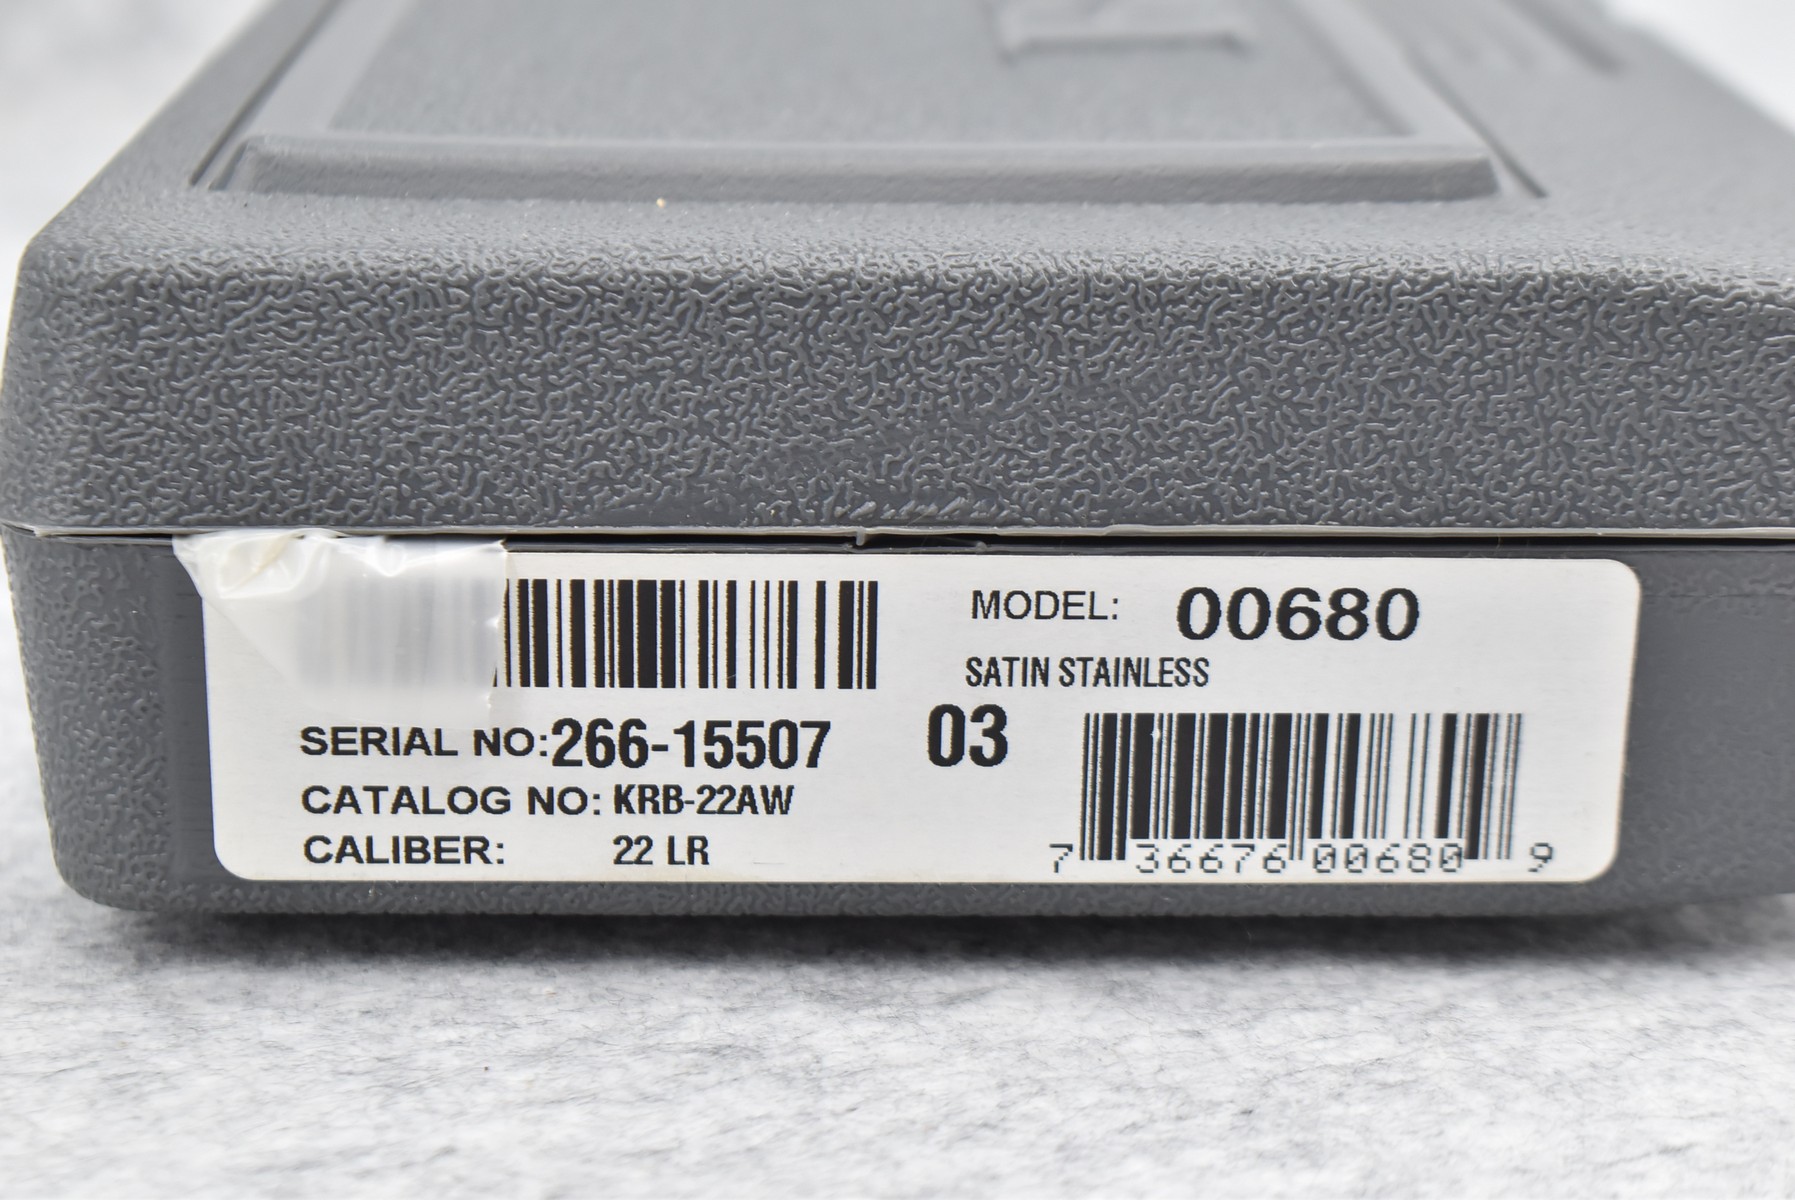 MODEL: 00680
SATIN STAINLESS
SERIAL NO:266-15507 03
CATALOG NO: KRB-22AW
CALIBER: 22 LR
7 36676 00680 9